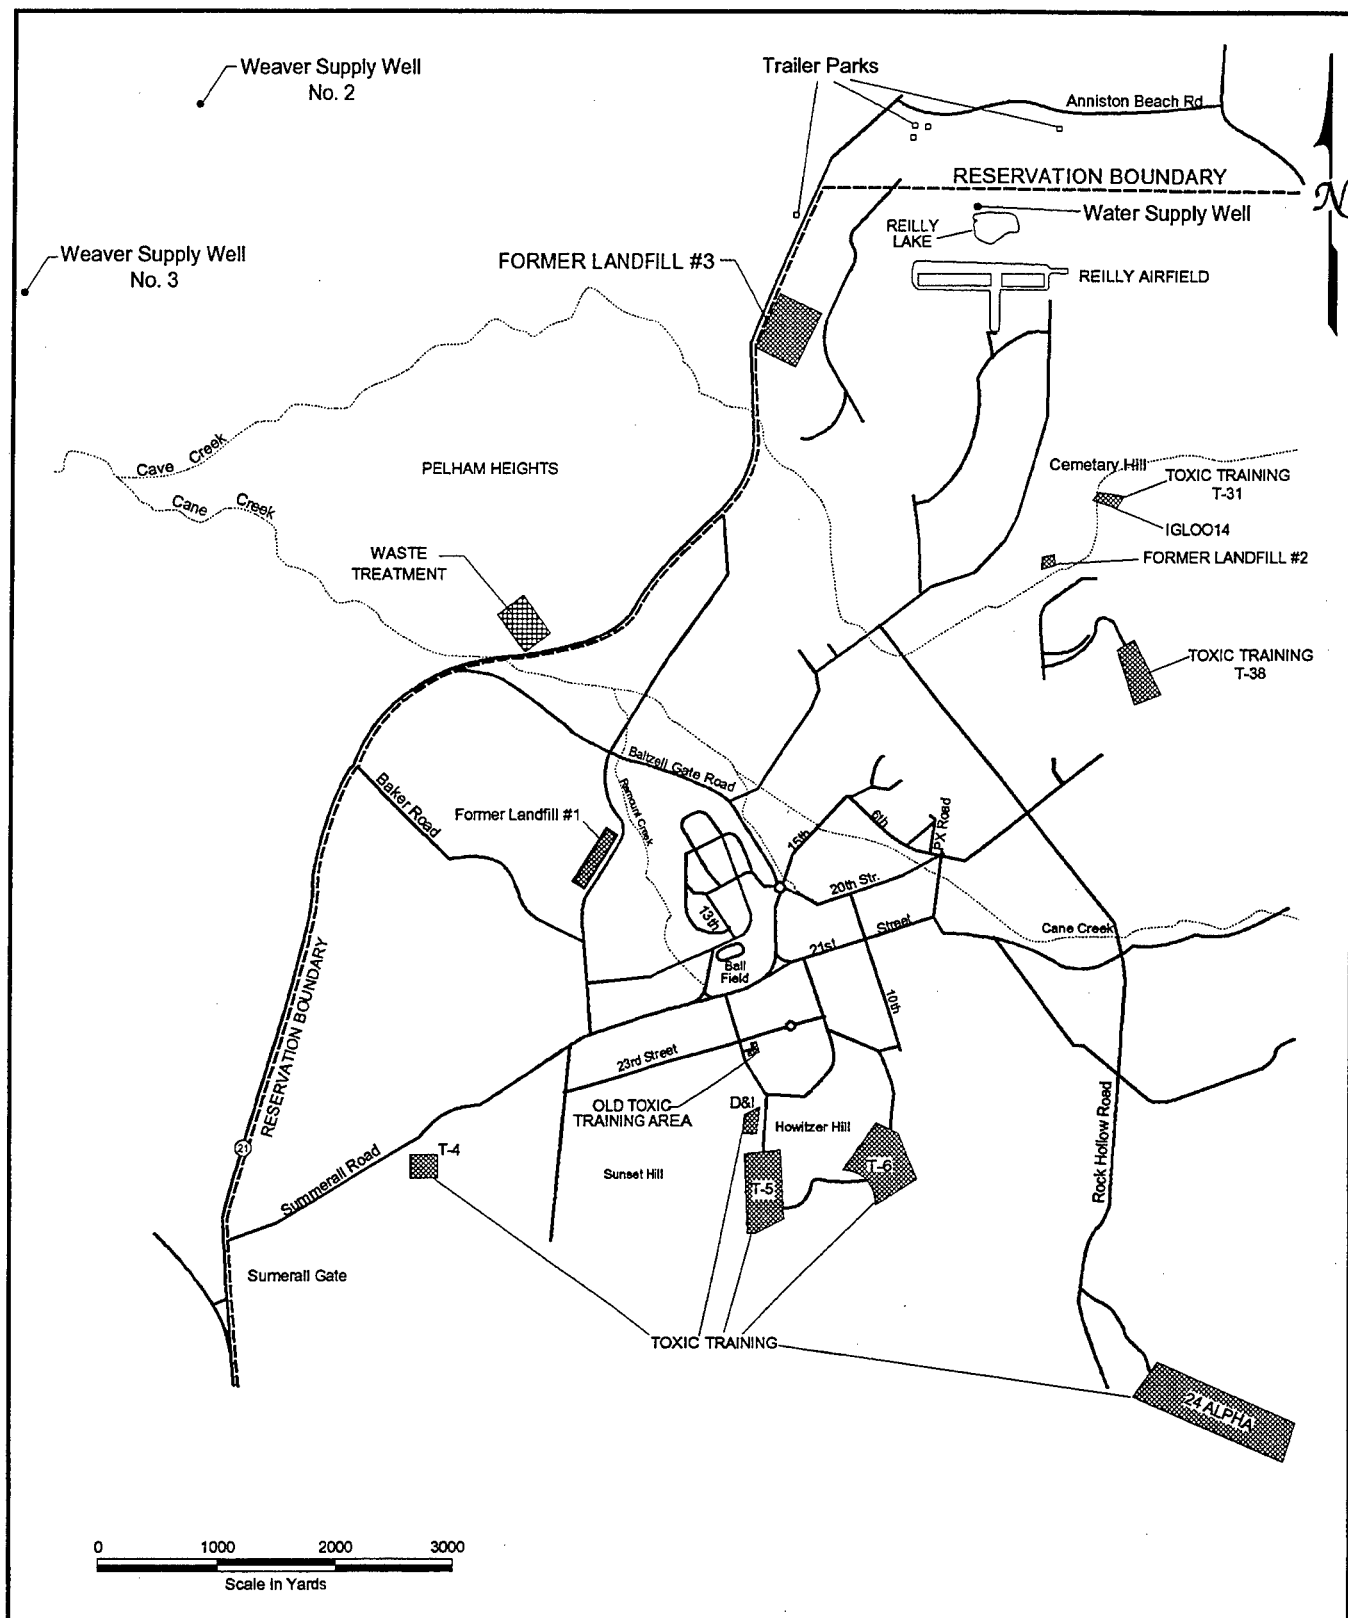 Weaver Supply Well
No. 2
Trailer Parks
Anniston Beach Rd
RESERVATION BOUNDARY
N
Water Supply Well
REILLY
LAKE
Weaver Supply Well
No. 3
FORMER LANDFILL #3
REILLY AIRFIELD
Cave Creek
PELHAM HEIGHTS
Cemetary Hill
TOXIC TRAINING
T-31
Cane Creek
IGLOO14
WASTE
TREATMENT
FORMER LANDFILL #2
TOXIC TRAINING
T-38
Baltzell Gate Road
Baker Road
Remount Creek
Former Landfill #1
15th
6th
PX Road
20th Str.
13th
21st Street
Cane Creek
Ball
Field
10th
RESERVATION BOUNDARY
23rd Street
OLD TOXIC
TRAINING AREA
D&I
Howitzer Hill
Rock Hollow Road
21
Summerall Road
T-4
Sunset Hill
T-5
T-6
Sumerall Gate
TOXIC TRAINING
24 ALPHA
0 1000 2000 3000
Scale in Yards